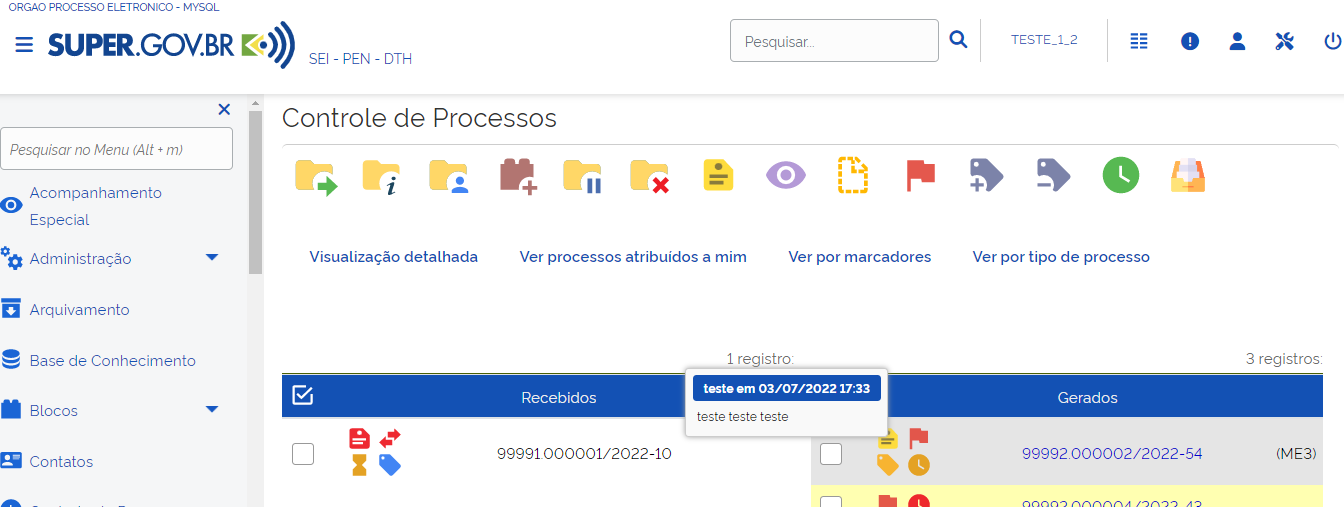 ORGAO PROCESSO ELETRONICO - MYSQL
SUPER.GOV.BR
SEI - PEN - DTH
Pesquisar...
TESTE_1_2
Pesquisar no Menu (Alt + m)
Acompanhamento
Especial
Administração
Arquivamento
Base de Conhecimento
Blocos
Contatos
Controle de Processos
Visualização detalhada
Ver processos atribuídos a mim
Ver por marcadores
Ver por tipo de processo
1 registro:
3 registros:
Recebidos
teste em 03/07/2022 17:33
teste teste teste
Gerados
99991.000001/2022-10
99992.000002/2022-54
(ME3)